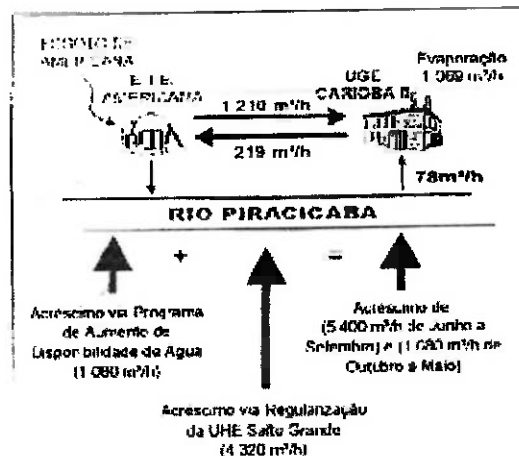 ESGOTO DE
AMERICANA
E.T.E.
AMERICANA
1.210 m³/h
219 m³/h
UGE
CARIOBA II
Evaporação
1.069 m³/h
78m³/h
RIO PIRACICABA
+
=
Acréscimo via Programa
de Aumento de
Disponibilidade de Água
(1.080 m³/h)
Acréscimo via Regularização
da UHE Salto Grande
(4.320 m³/h)
Acréscimo de
(5.400 m³/h de Junho a
Setembro) e (1.080 m³/h de
Outubro a Maio)